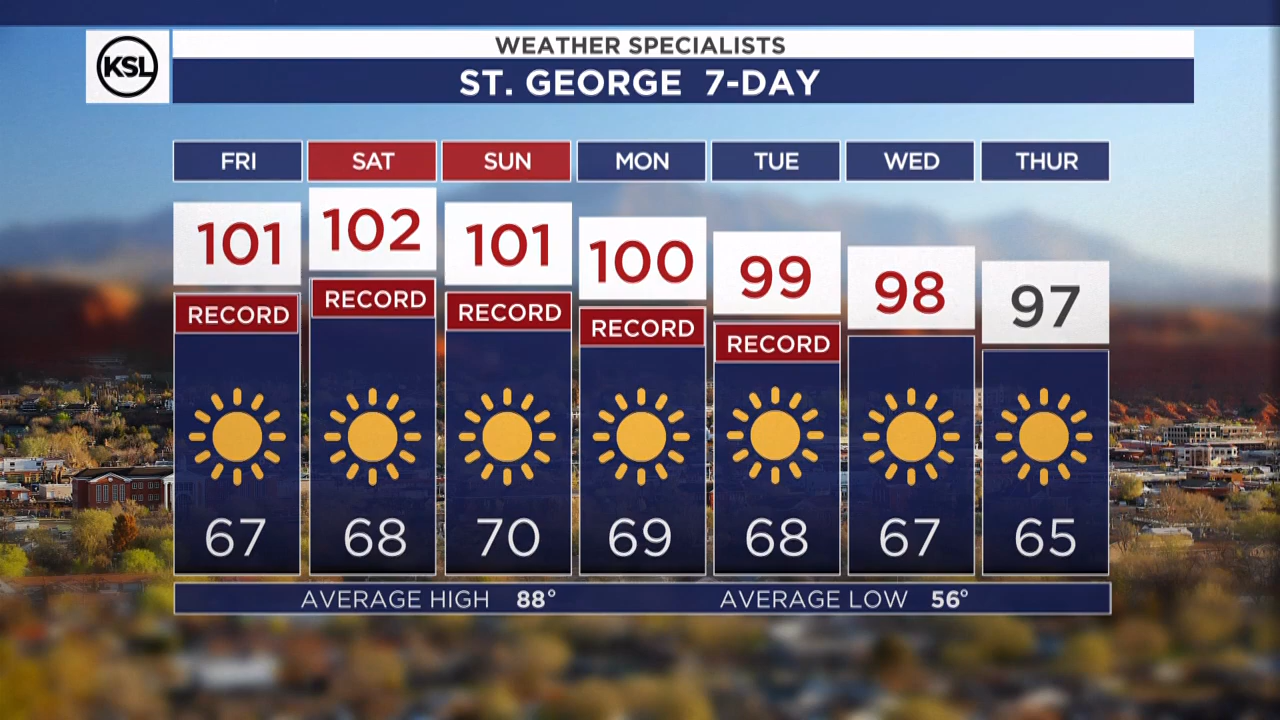 KSL
WEATHER SPECIALISTS
ST. GEORGE 7-DAY
FRI SAT SUN MON TUE WED THUR
101 102 101 100 99 98 97
RECORD RECORD RECORD RECORD RECORD
67 68 70 69 68 67 65
AVERAGE HIGH 88° AVERAGE LOW 56°